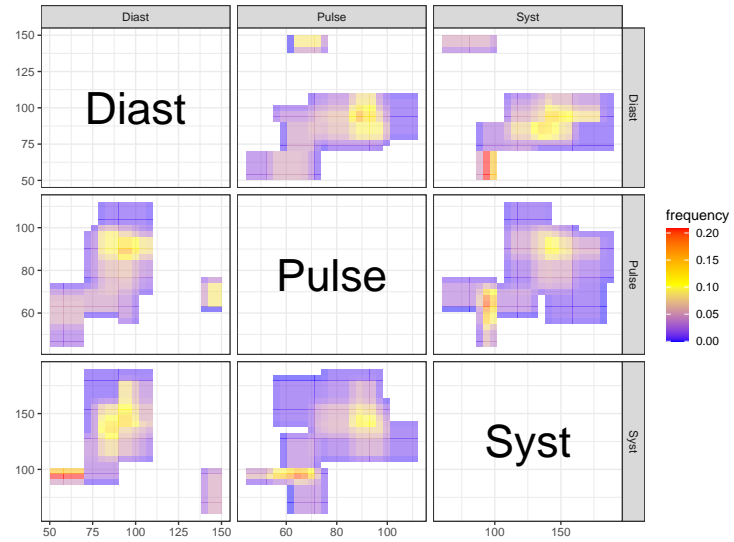 Diast Pulse Syst
150
125
100
75
50
Diast
Diast
100
80
60
Pulse
Pulse
150
100
Syst
Syst
50 75 100 125 150 60 80 100 100 150
frequency
0.20
0.15
0.10
0.05
0.00